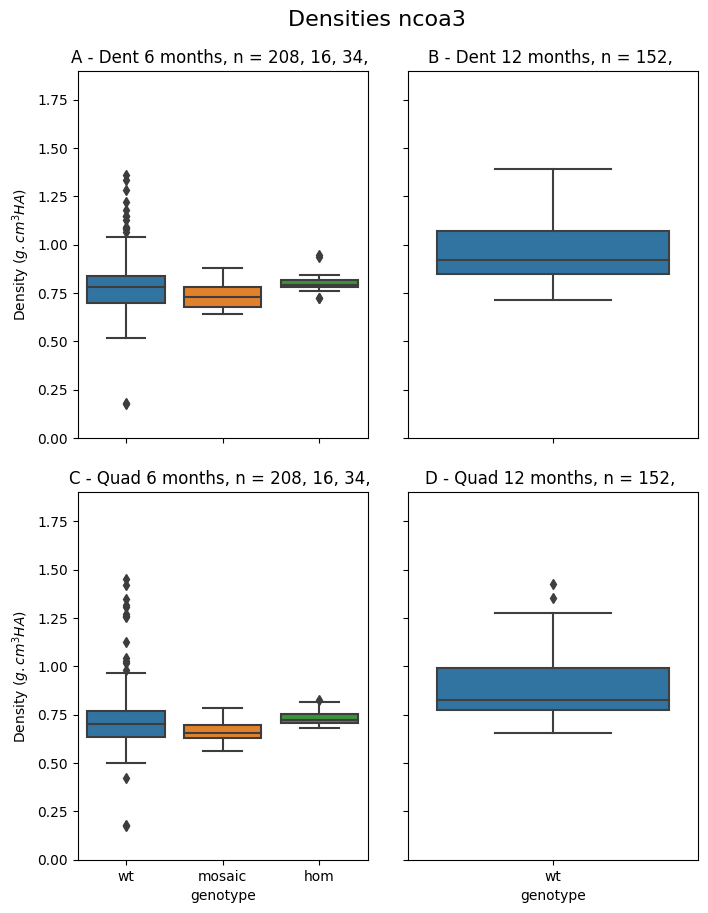 Densities ncoa3
A - Dent 6 months, n = 208, 16, 34,
B - Dent 12 months, n = 152,
1.75
1.50
1.25
1.00
0.75
0.50
0.25
0.00
Density (g.cm³HA)
C - Quad 6 months, n = 208, 16, 34,
D - Quad 12 months, n = 152,
1.75
1.50
1.25
1.00
0.75
0.50
0.25
0.00
Density (g.cm³HA)
wt mosaic hom
genotype
wt
genotype